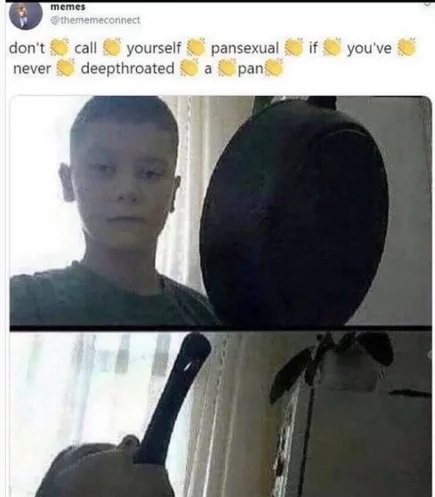 memes
@thememeconnect
don't 👏 call 👏 yourself 👏 pansexual 👏 if 👏 you've 👏
never 👏 deepthroated 👏 a 👏 pan 👏